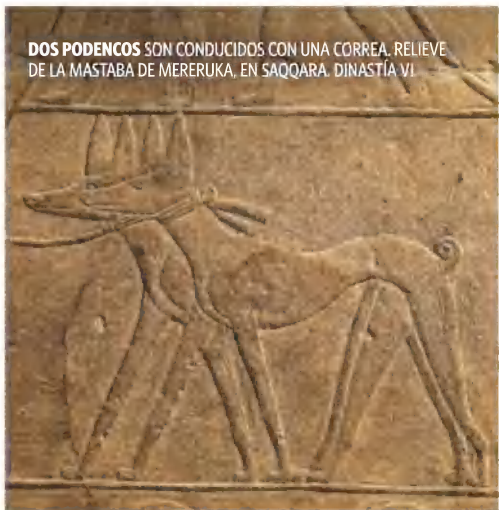 DOS PODENCOS SON CONDUCIDOS CON UNA CORREA. RELIEVE
DE LA MASTABA DE MERERUKA, EN SAQQARA. DINASTÍA VI.